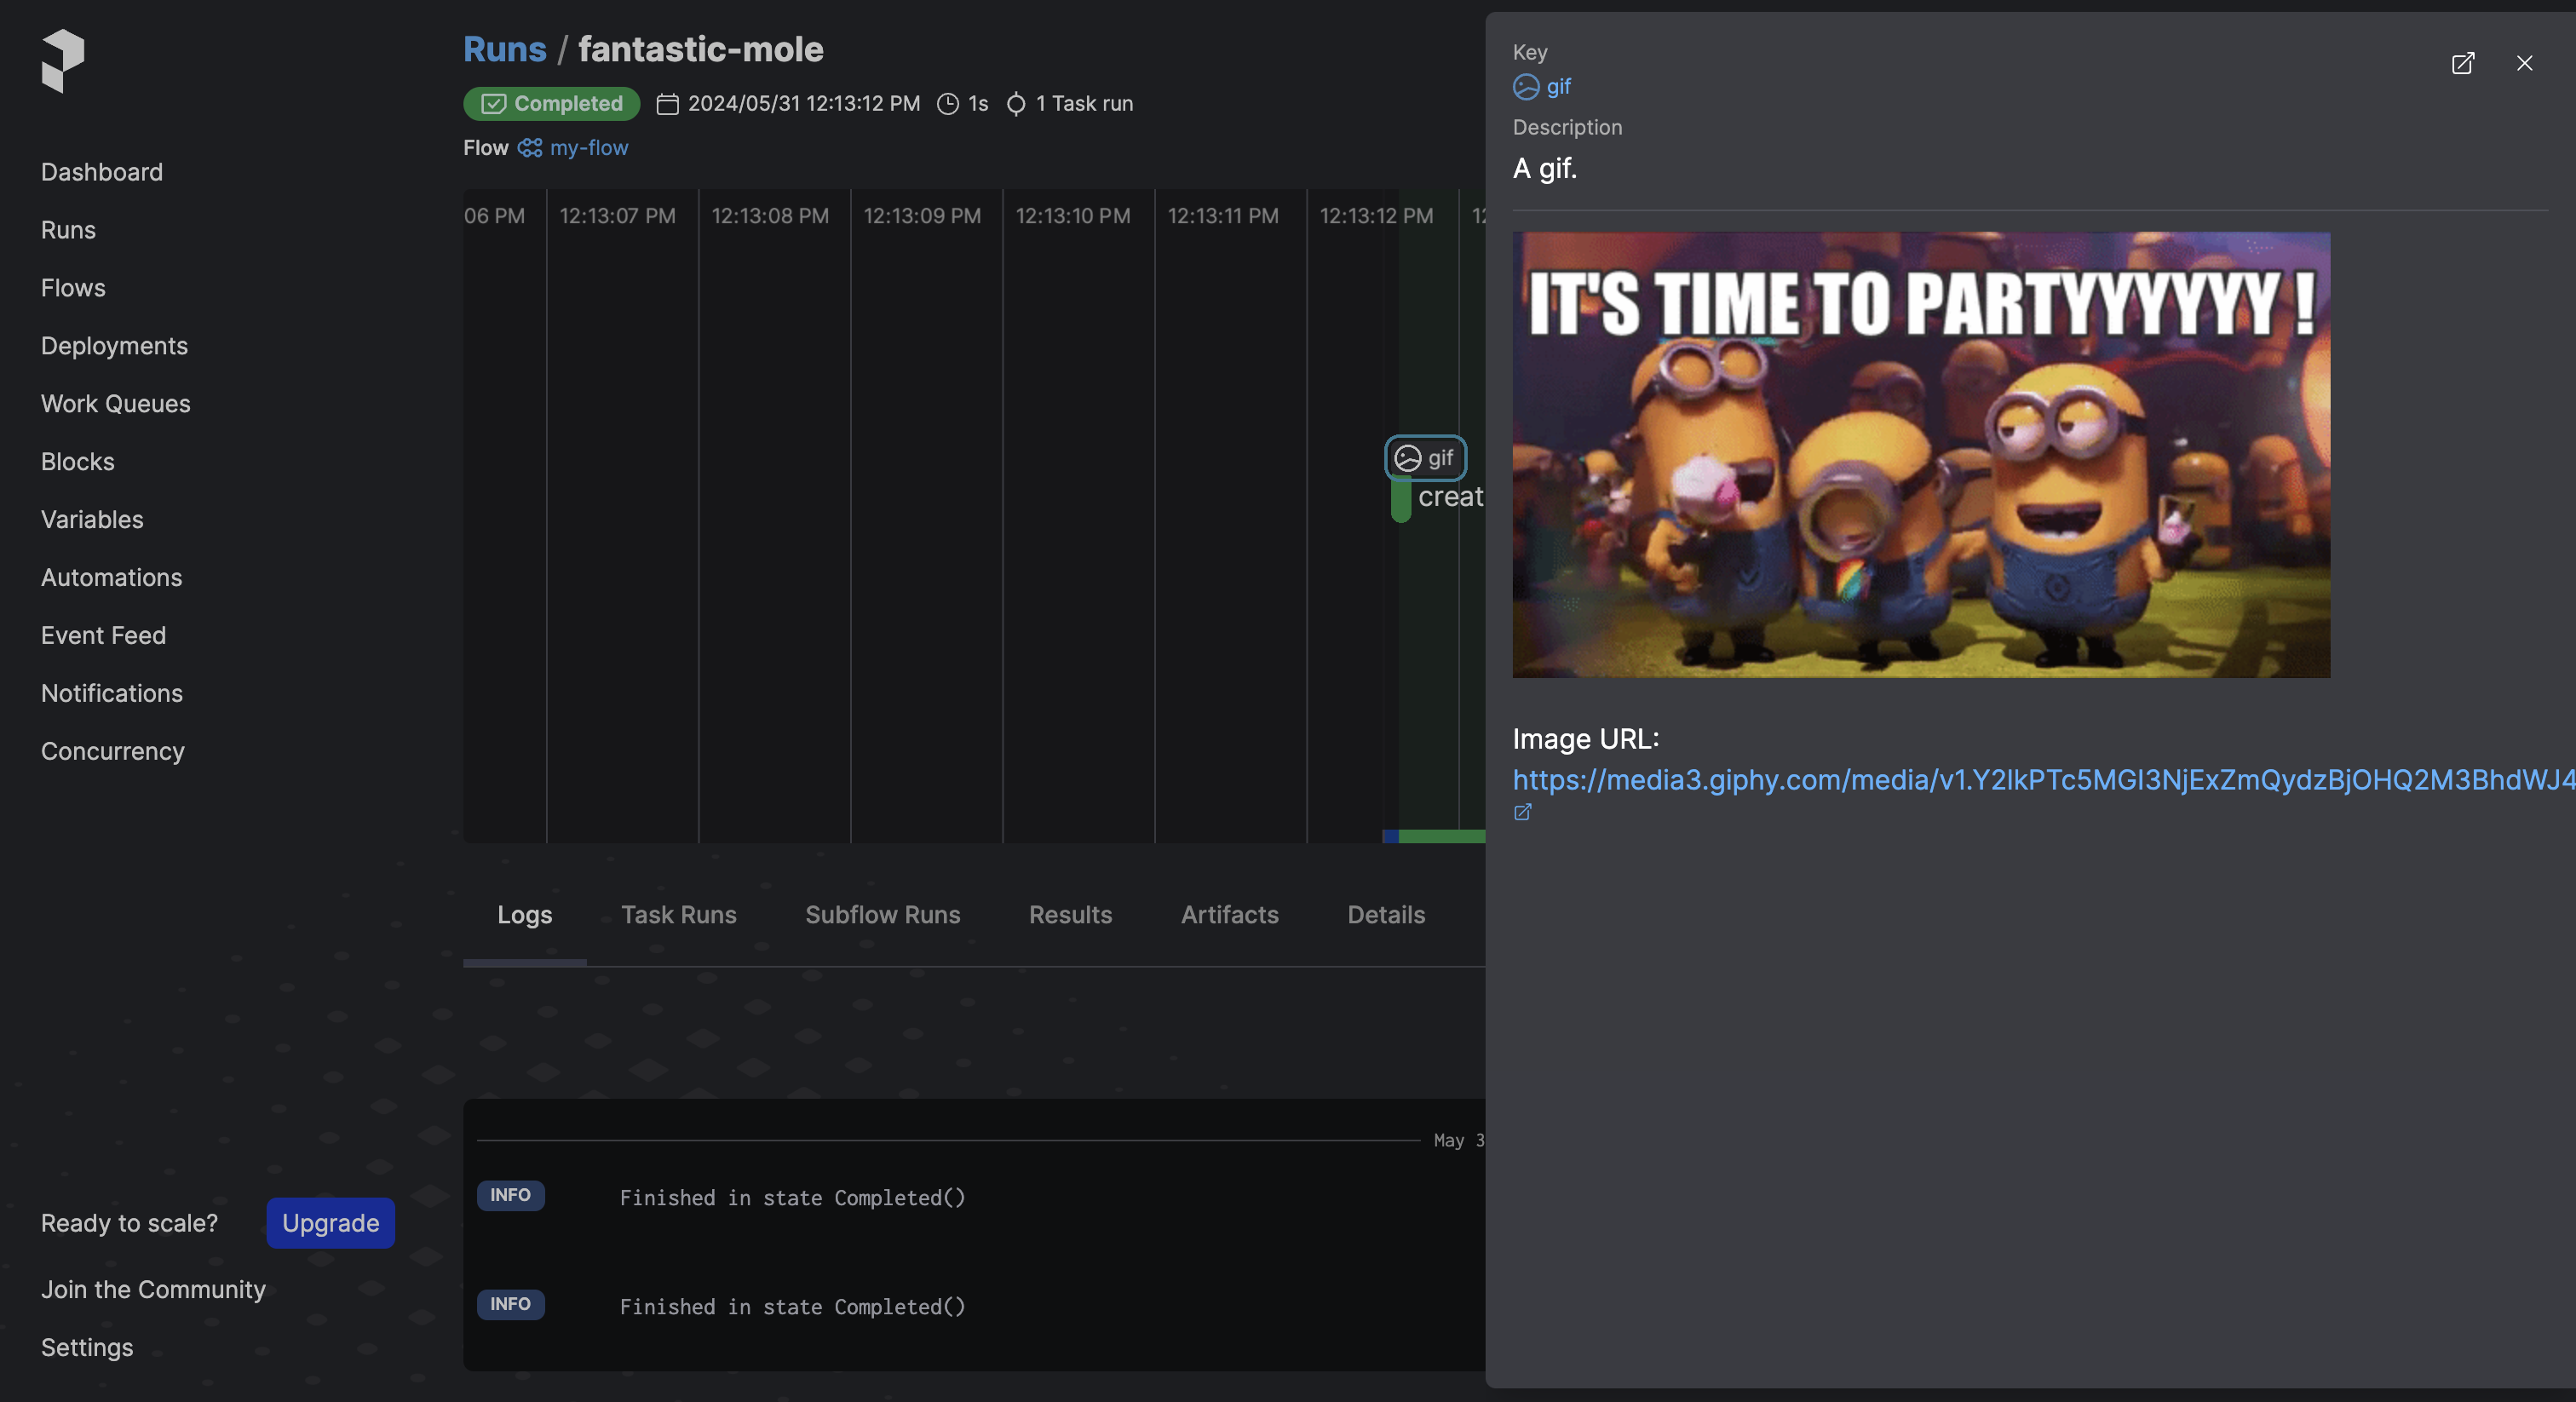 Runs / fantastic-mole
Completed 2024/05/31 12:13:12 PM 1s 1 Task run
Flow my-flow
Dashboard
Runs
Flows
Deployments
Work Queues
Blocks
Variables
Automations
Event Feed
Notifications
Concurrency
Ready to scale? Upgrade
Join the Community
Settings
06 PM 12:13:07 PM 12:13:08 PM 12:13:09 PM 12:13:10 PM 12:13:11 PM 12:13:12 PM 12
gif
creat
Logs Task Runs Subflow Runs Results Artifacts Details
May 3
INFO Finished in state Completed()
INFO Finished in state Completed()
Key
gif
Description
A gif.
IT'S TIME TO PARTYYYYYY !
Image URL:
https://media3.giphy.com/media/v1.Y2lkPTc5MGI3NjExZmQydzBjOHQ2M3BhdWJ4